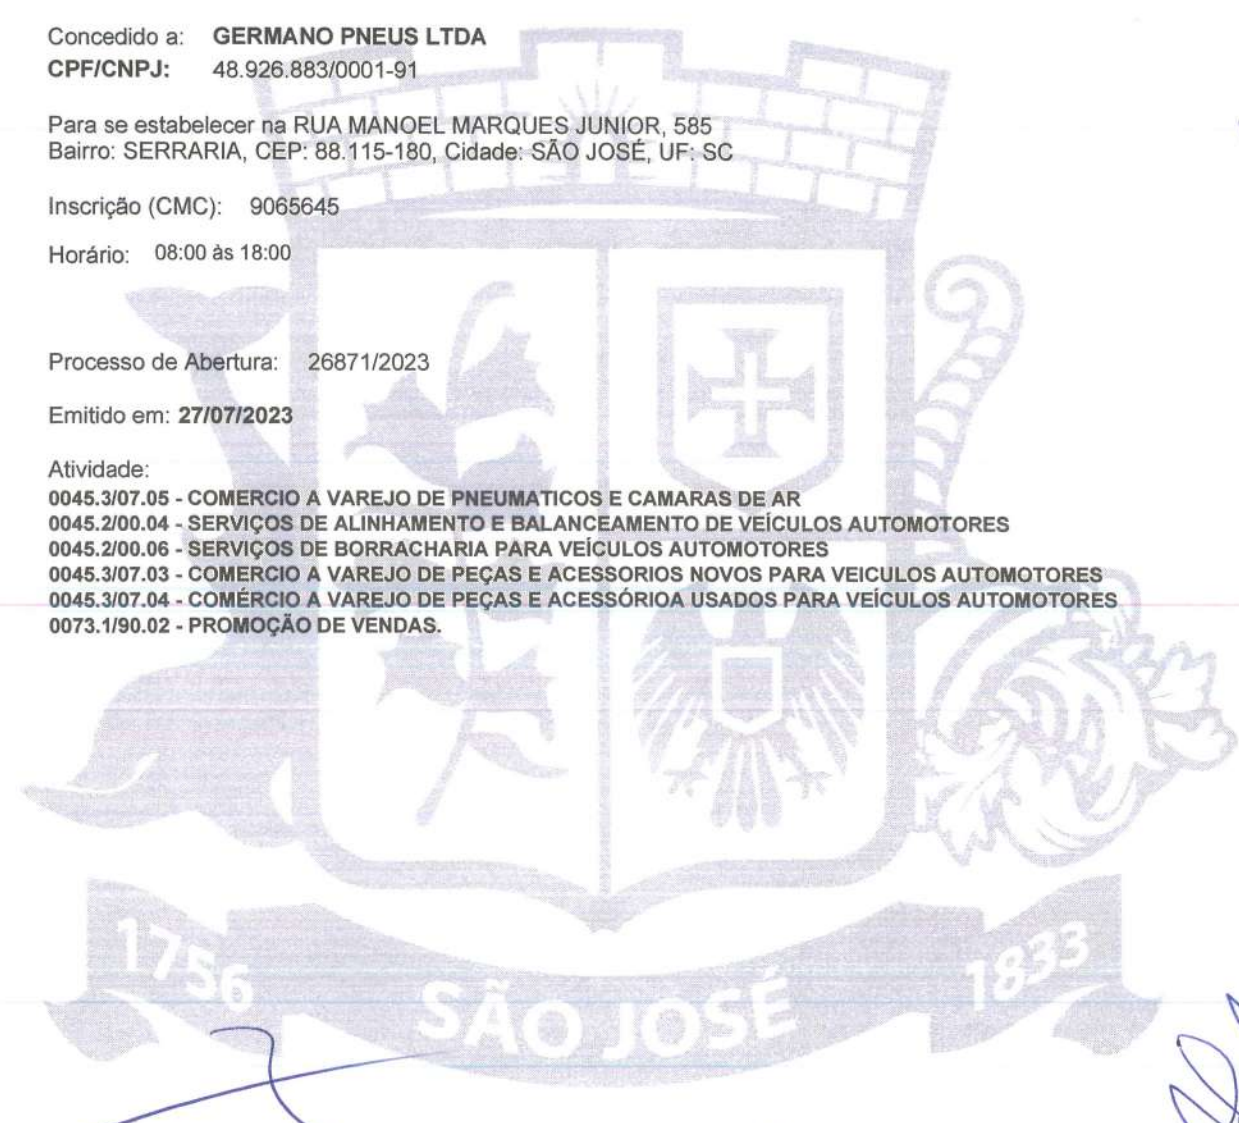 Concedido a: GERMANO PNEUS LTDA
CPF/CNPJ: 48.926.883/0001-91
Para se estabelecer na RUA MANOEL MARQUES JUNIOR, 585
Bairro: SERRARIA, CEP: 88.115-180, Cidade: SÃO JOSÉ, UF: SC
Inscrição (CMC): 9065645
Horário: 08:00 às 18:00
Processo de Abertura: 26871/2023
Emitido em: 27/07/2023
Atividade:
0045.3/07.05 - COMERCIO A VAREJO DE PNEUMATICOS E CAMARAS DE AR
0045.2/00.04 - SERVIÇOS DE ALINHAMENTO E BALANCEAMENTO DE VEÍCULOS AUTOMOTORES
0045.2/00.06 - SERVIÇOS DE BORRACHARIA PARA VEÍCULOS AUTOMOTORES
0045.3/07.03 - COMERCIO A VAREJO DE PEÇAS E ACESSORIOS NOVOS PARA VEICULOS AUTOMOTORES
0045.3/07.04 - COMÉRCIO A VAREJO DE PEÇAS E ACESSÓRIOA USADOS PARA VEÍCULOS AUTOMOTORES
0073.1/90.02 - PROMOÇÃO DE VENDAS.
1756 SÃO JOSÉ 1833